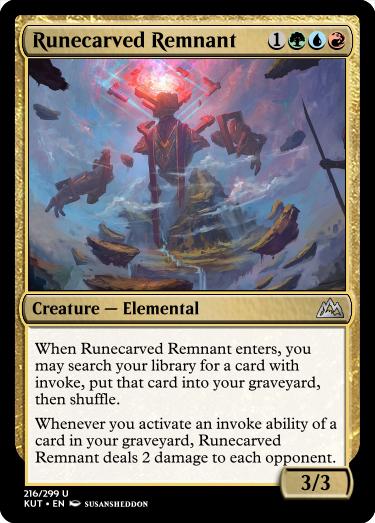 Runecarved Remnant 1
Creature — Elemental
When Runecarved Remnant enters, you
may search your library for a card with
invoke, put that card into your graveyard,
then shuffle.
Whenever you activate an invoke ability of a
card in your graveyard, Runecarved
Remnant deals 2 damage to each opponent.
3/3
216/299 U
KUT • EN SUSANSHEDDON